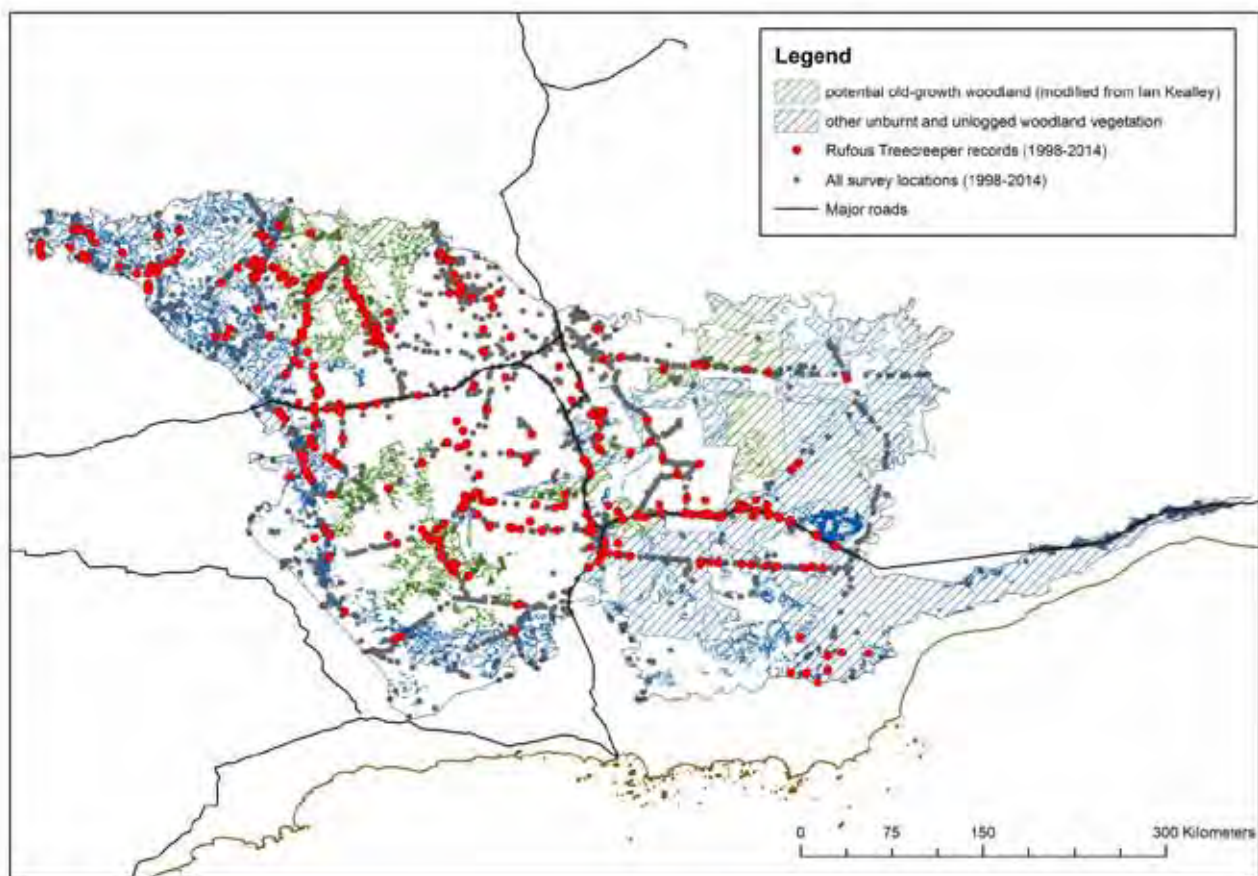 Legend
potential old-growth woodland (modified from Ian Kealley)
other unburnt and unlogged woodland vegetation
Rufous Treecreeper records (1998-2014)
All survey locations (1998-2014)
Major roads
0 75 150 300 Kilometers